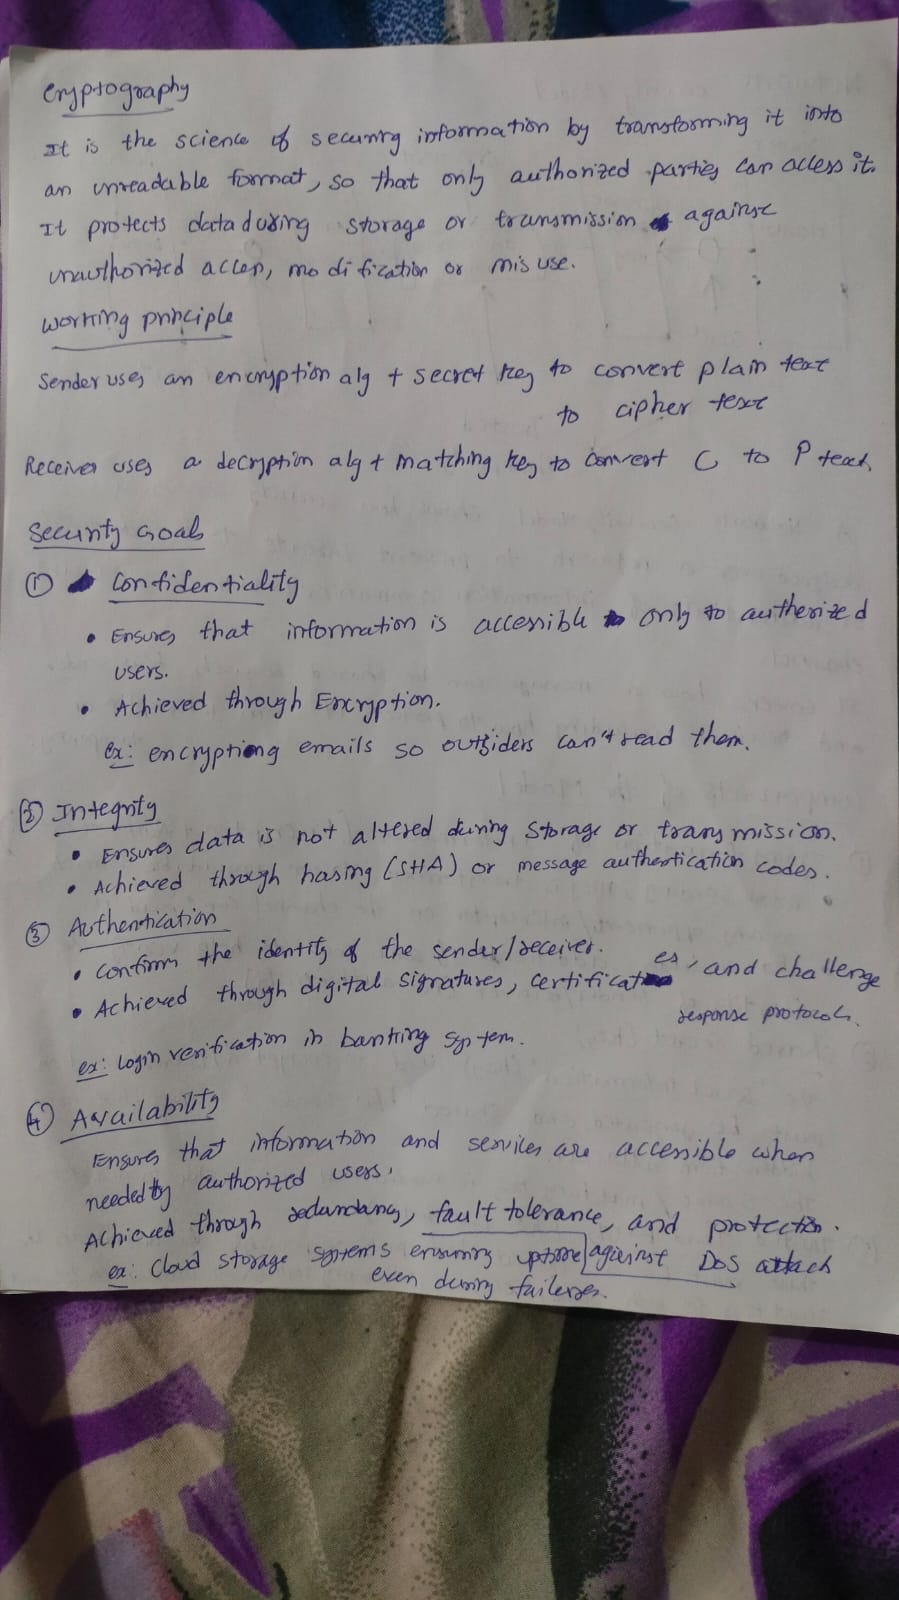 Cryptography
It is the science of securing information by transforming it into
an unreadable format, so that only authorized parties can access it.
It protects data during storage or transmission against
unauthorized access, modification or misuse.
Working principle
Sender uses an encryption alg + secret key to convert plain text
to cipher text
Receiver uses a decryption alg + matching key to convert C to P text
Security Goals
① Confidentiality
• Ensures that information is accessible only to autherized
users.
• Achieved through Encryption.
ex: encryptiong emails so outsiders can't read them.
② Integrity
• Ensures data is not altered during storage or transmission.
• Achieved through hasing (SHA) or message authentication codes.
③ Authentication
• Confirm the identity of the sender/receiver.
• Achieved through digital signatures, certificates, and challenge
response protocols.
ex: Login verification in banking system.
④ Availability
Ensures that information and services are accessible when
needed by authorized users.
Achieved through redundancy, fault tolerance, and protection.
against DoS attack
ex: Cloud storage systems ensuring uptime
even during failures.